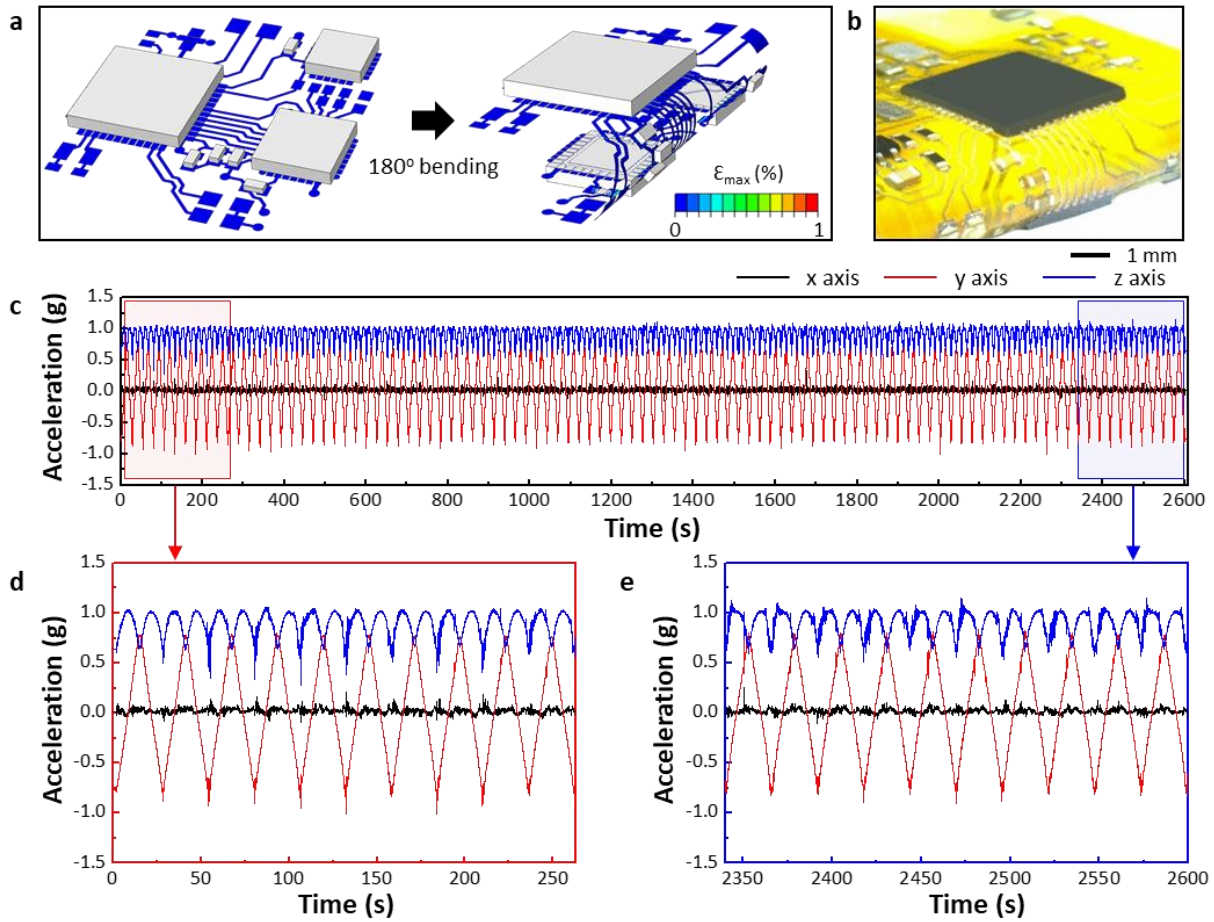 a
b
180° bending
Ɛmax (%)
0 1
1 mm
x axis y axis z axis
c
Acceleration (g)
1.5
1.0
0.5
0.0
-0.5
-1.0
-1.5
0 200 400 600 800 1000 1200 1400 1600 1800 2000 2200 2400 2600
Time (s)
d
Acceleration (g)
1.5
1.0
0.5
0.0
-0.5
-1.0
-1.5
0 50 100 150 200 250
Time (s)
e
Acceleration (g)
1.5
1.0
0.5
0.0
-0.5
-1.0
-1.5
2350 2400 2450 2500 2550 2600
Time (s)